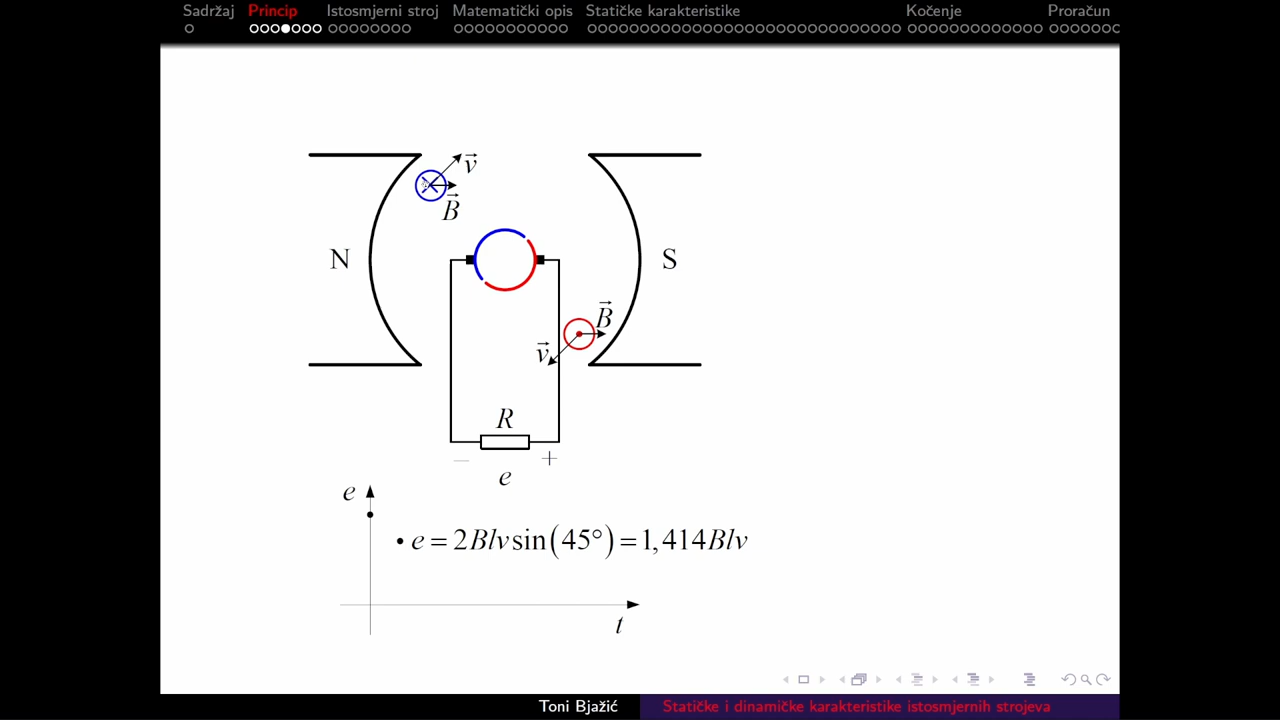 Sadržaj Princip Istosmjerni stroj Matematički opis Statičke karakteristike Kočenje Proračun
v
B
N
S
B
v
R
− +
e
e
• e = 2Blv sin(45°) = 1,414Blv
t
Toni Bjažić Statičke i dinamičke karakteristike istosmjernih strojeva